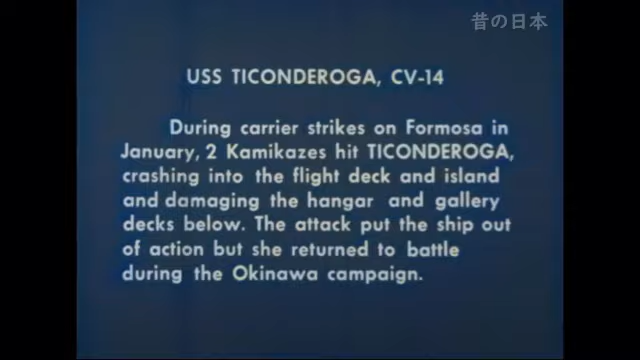 昔の日本
USS TICONDEROGA, CV-14
During carrier strikes on Formosa in
January, 2 Kamikazes hit TICONDEROGA,
crashing into the flight deck and island
and damaging the hangar and gallery
decks below. The attack put the ship out
of action but she returned to battle
during the Okinawa campaign.